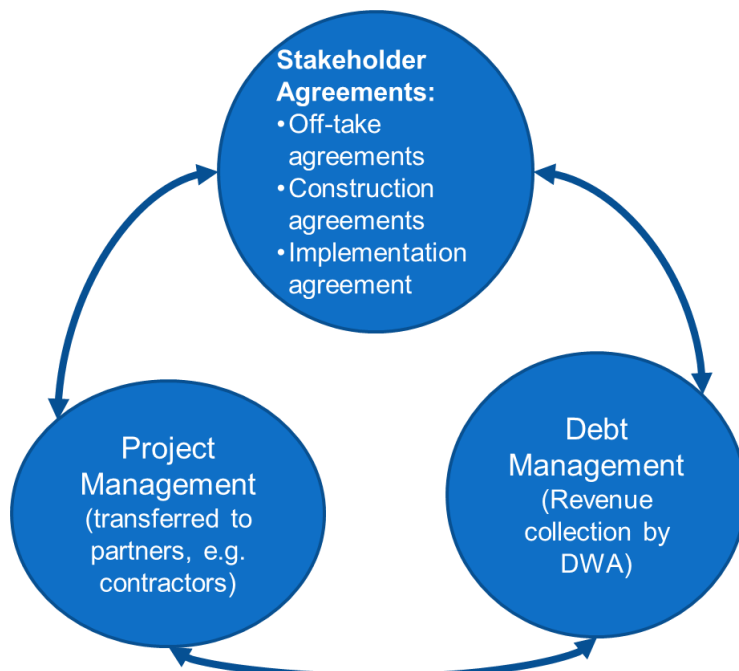 Stakeholder
Agreements:
•Off-take
agreements
•Construction
agreements
•Implementation
agreement
Project
Management
(transferred to
partners, e.g.
contractors)
Debt
Management
(Revenue
collection by
DWA)